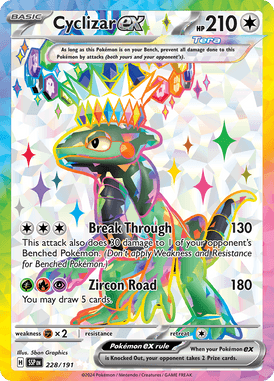 BASIC Cyclizar ex HP 210
Tera
As long as this Pokémon is on your Bench, prevent all damage done to this
Pokémon by attacks (both yours and your opponent's).
Break Through 130
This attack also does 30 damage to 1 of your opponent's
Benched Pokémon. (Don't apply Weakness and Resistance
for Benched Pokémon.)
Zircon Road 180
You may draw 5 cards.
weakness ×2 resistance retreat
Pokémon ex rule
When your Pokémon ex
is Knocked Out, your opponent takes 2 Prize cards.
Illus. 5ban Graphics
H SSP EN 228/191
©2024 Pokémon / Nintendo / Creatures / GAME FREAK